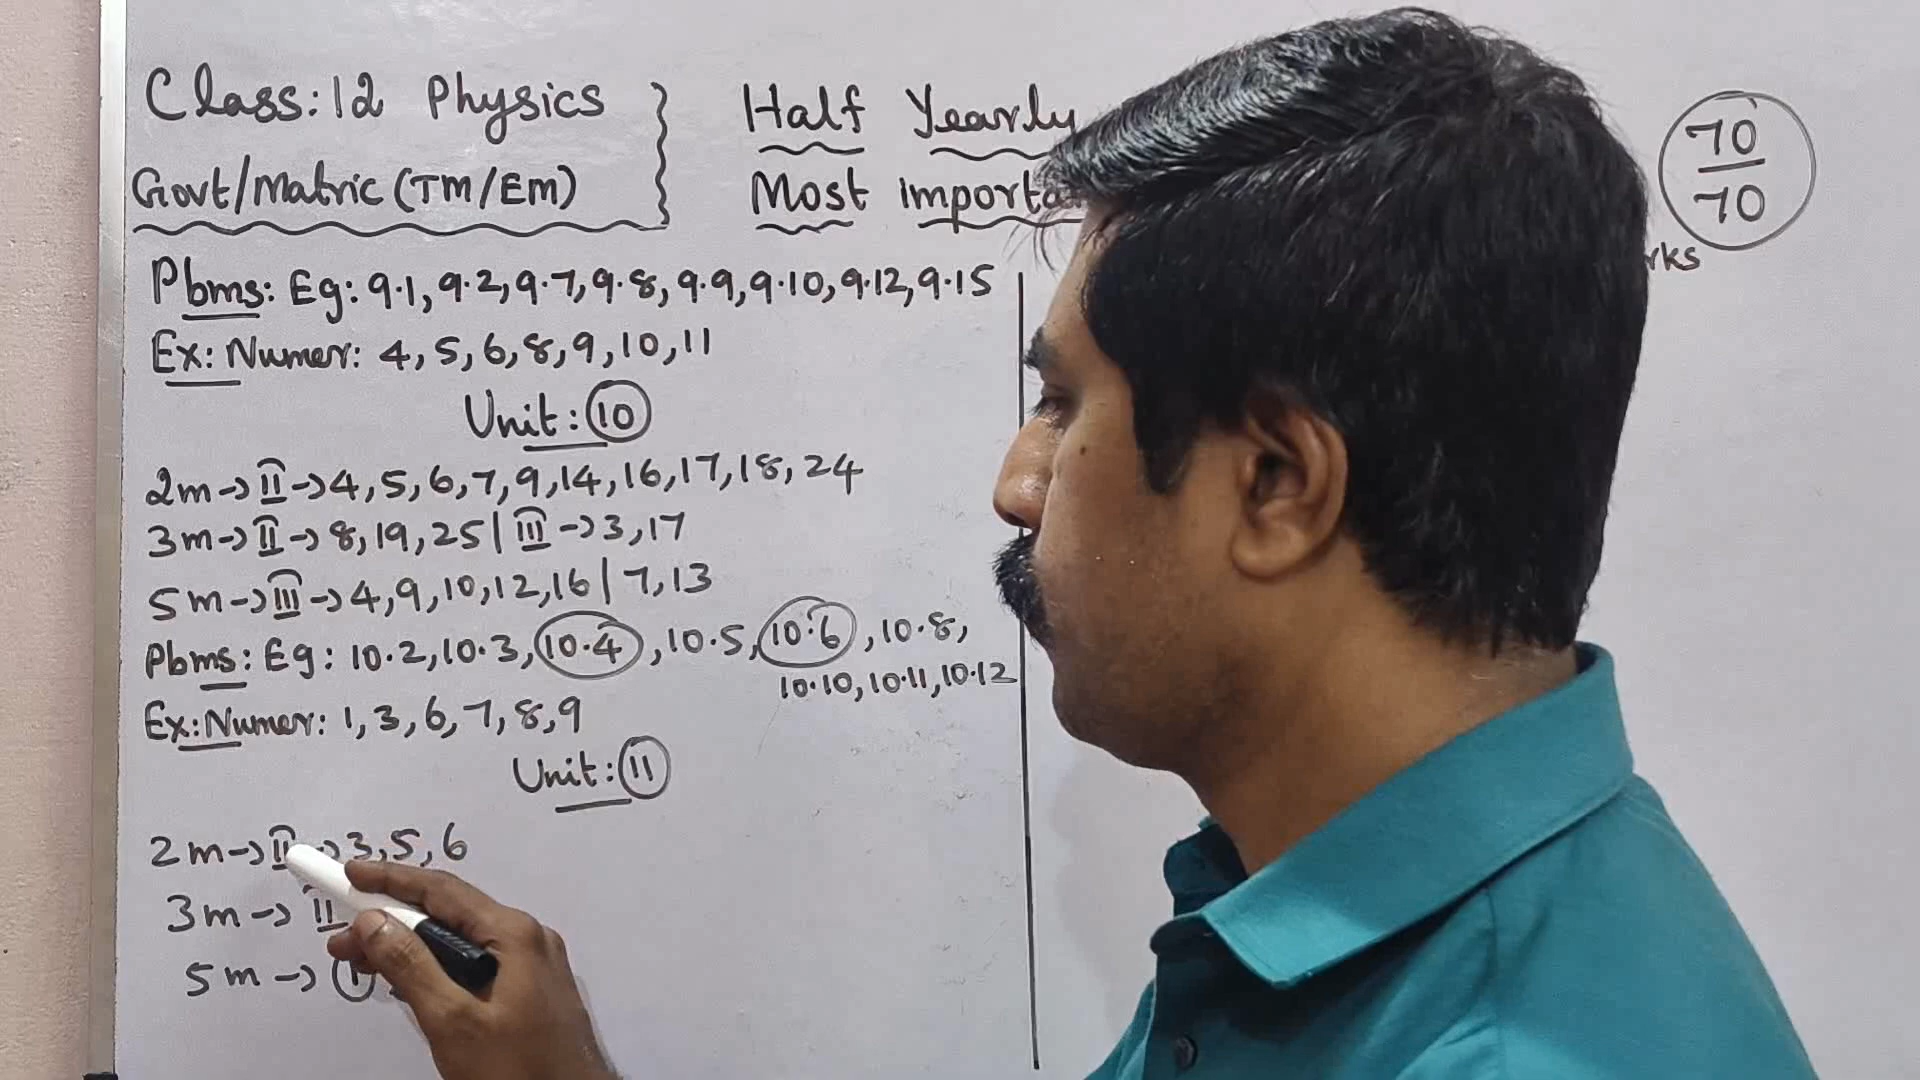 Class: 12 Physics
Govt/Matric (TM/EM)
Half Yearly
Most
70
70
Pbms: Eg: 9.1, 9.2, 9.7, 9.8, 9.9, 9.10, 9.12, 9.15
Ex: Numer: 4, 5, 6, 8, 9, 10, 11
Unit: 10
2m → II → 4, 5, 6, 7, 9, 14, 16, 17, 18, 24
3m → II → 8, 19, 25 | III → 3, 17
5m → III → 4, 9, 10, 12, 16 | 7, 13
Pbms: Eg: 10.2, 10.3, 10.4, 10.5, 10.6, 10.8,
10.10, 10.11, 10.12
Ex: Numer: 1, 3, 6, 7, 8, 9
Unit: 11
2m → II → 3, 5, 6
3m → II
5m →